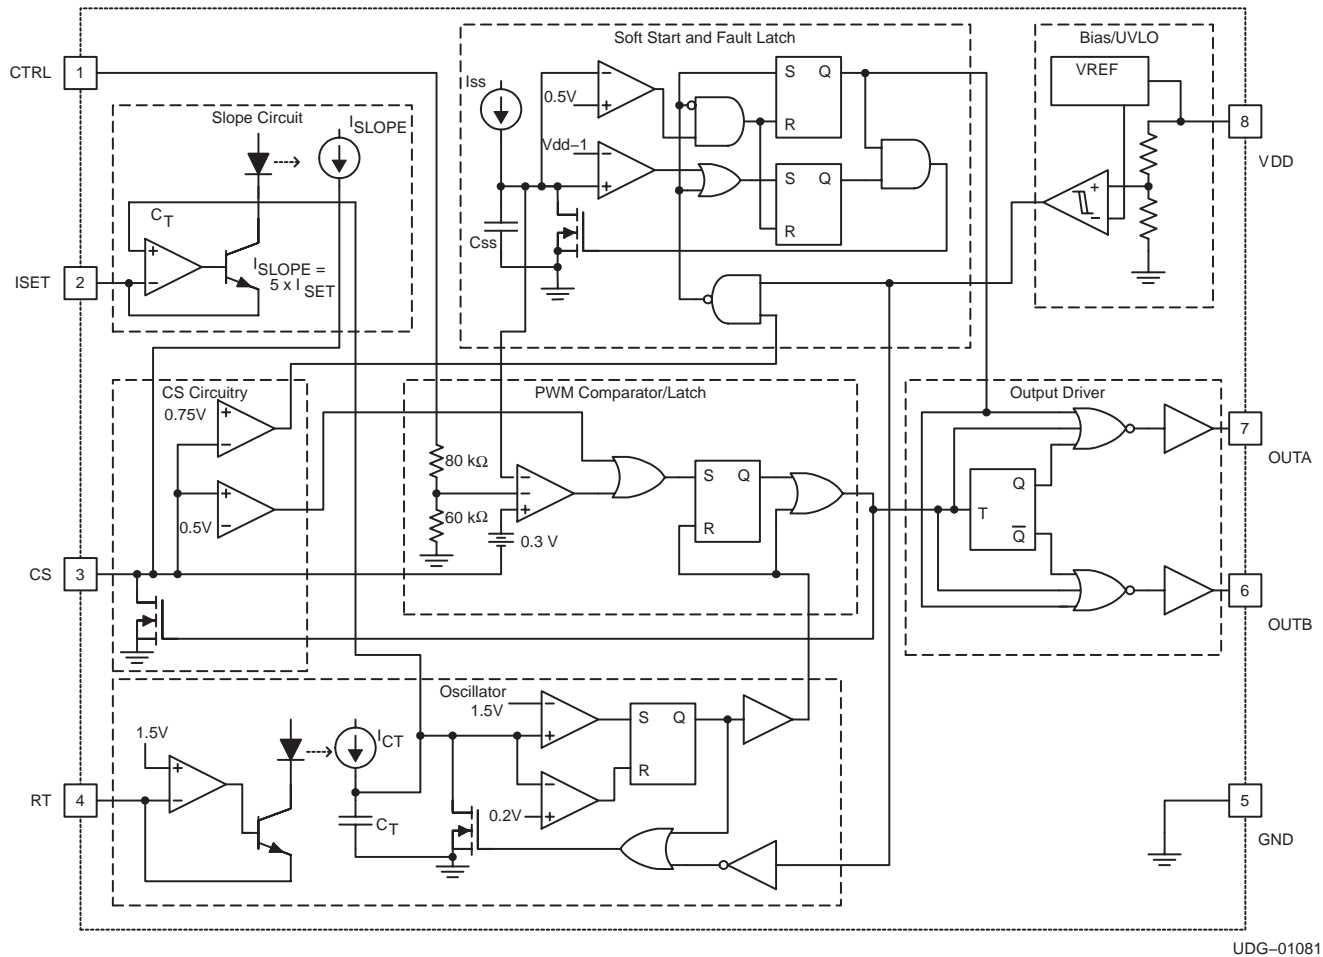 Soft Start and Fault Latch
Bias/UVLO
CTRL
1
Slope Circuit
I SLOPE
Iss
0.5V
Vdd–1
S Q
R
S Q
R
VREF
+
–
8
VDD
CT
+
–
ISLOPE =
5 x I SET
ISET
2
Css
–
+
–
+
CS Circuitry
0.75V
+
–
+
–
0.5V
PWM Comparator/Latch
80 kΩ
60 kΩ
–
–
+
0.3 V
S Q
R
Output Driver
T
Q
Q
7
OUTA
6
OUTB
CS
3
Oscillator
1.5V
1.5V
+
–
ICT
CT
–
+
–
+
0.2V
S Q
R
RT
4
5
GND
UDG–01081